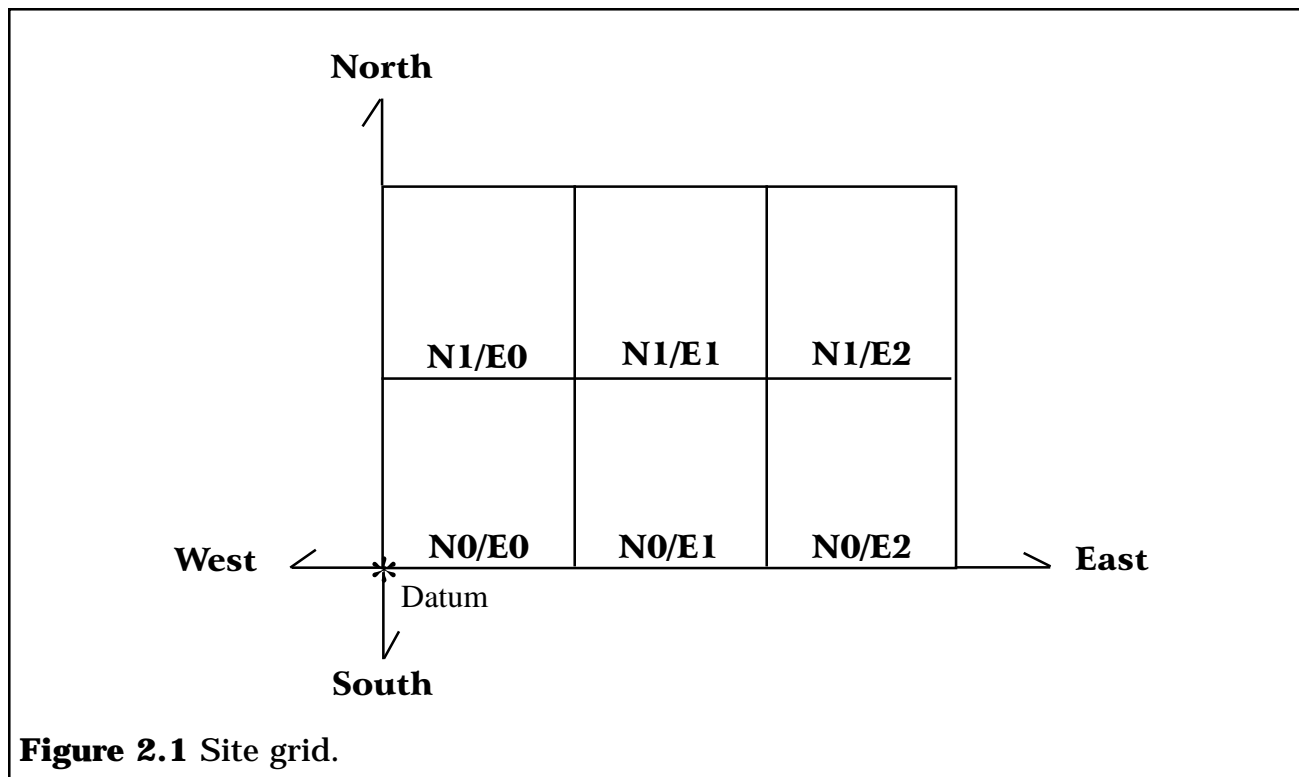 North
N1/E0 N1/E1 N1/E2
West N0/E0 N0/E1 N0/E2 East
Datum
South
Figure 2.1 Site grid.